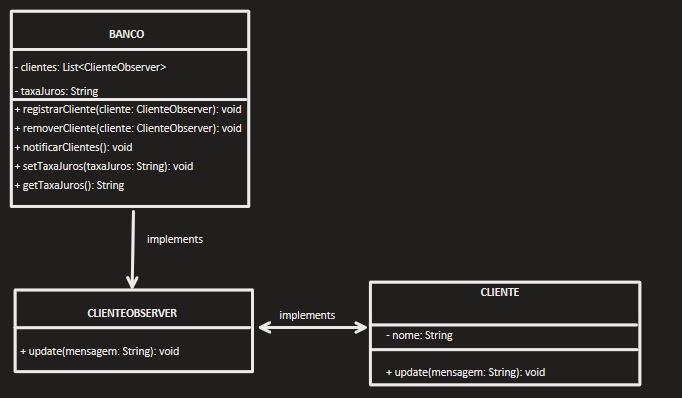 BANCO
- clientes: List<ClienteObserver>
- taxaJuros: String
+ registrarCliente(cliente: ClienteObserver): void
+ removerCliente(cliente: ClienteObserver): void
+ notificarClientes(): void
+ setTaxaJuros(taxaJuros: String): void
+ getTaxaJuros(): String
implements
CLIENTEOBSERVER
+ update(mensagem: String): void
implements
CLIENTE
- nome: String
+ update(mensagem: String): void